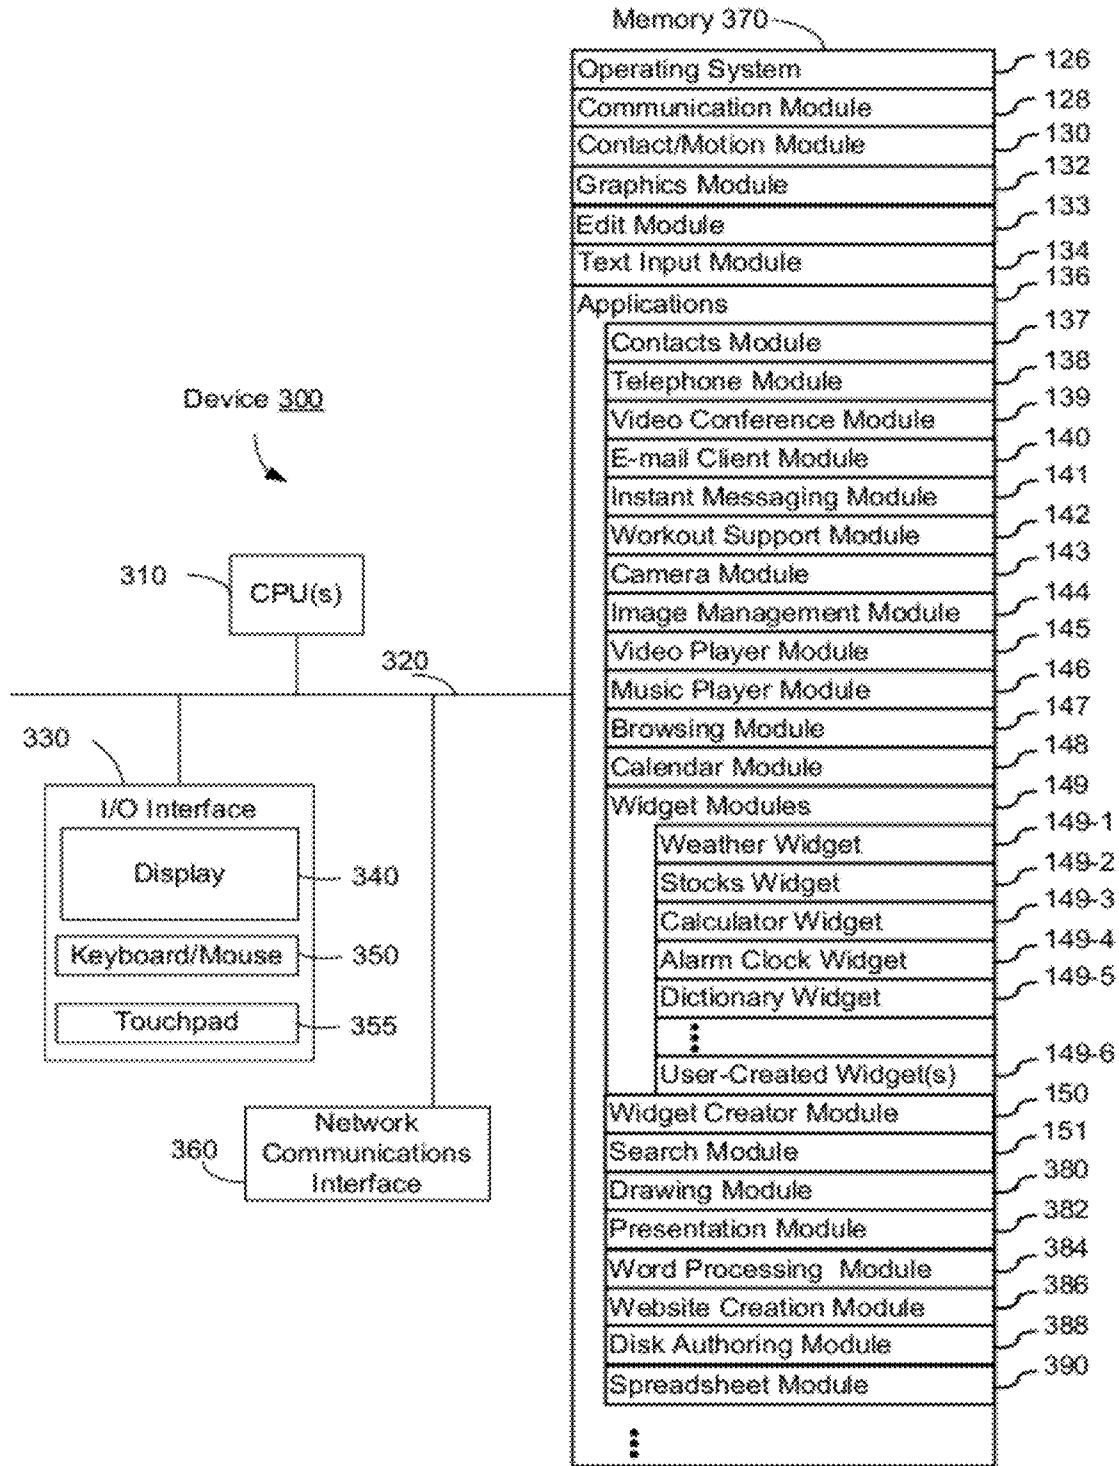 Memory 370
Operating System 126
Communication Module 128
Contact/Motion Module 130
Graphics Module 132
Edit Module 133
Text Input Module 134
Applications 136
Contacts Module 137
Telephone Module 138
Video Conference Module 139
E-mail Client Module 140
Instant Messaging Module 141
Workout Support Module 142
Camera Module 143
Image Management Module 144
Video Player Module 145
Music Player Module 146
Browsing Module 147
Calendar Module 148
Widget Modules 149
Weather Widget 149-1
Stocks Widget 149-2
Calculator Widget 149-3
Alarm Clock Widget 149-4
Dictionary Widget 149-5
User-Created Widget(s) 149-6
Widget Creator Module 150
Search Module 151
Drawing Module 380
Presentation Module 382
Word Processing Module 384
Website Creation Module 386
Disk Authoring Module 388
Spreadsheet Module 390
Device 300
310
CPU(s)
320
330
I/O Interface
Display 340
Keyboard/Mouse 350
Touchpad 355
360
Network
Communications
Interface